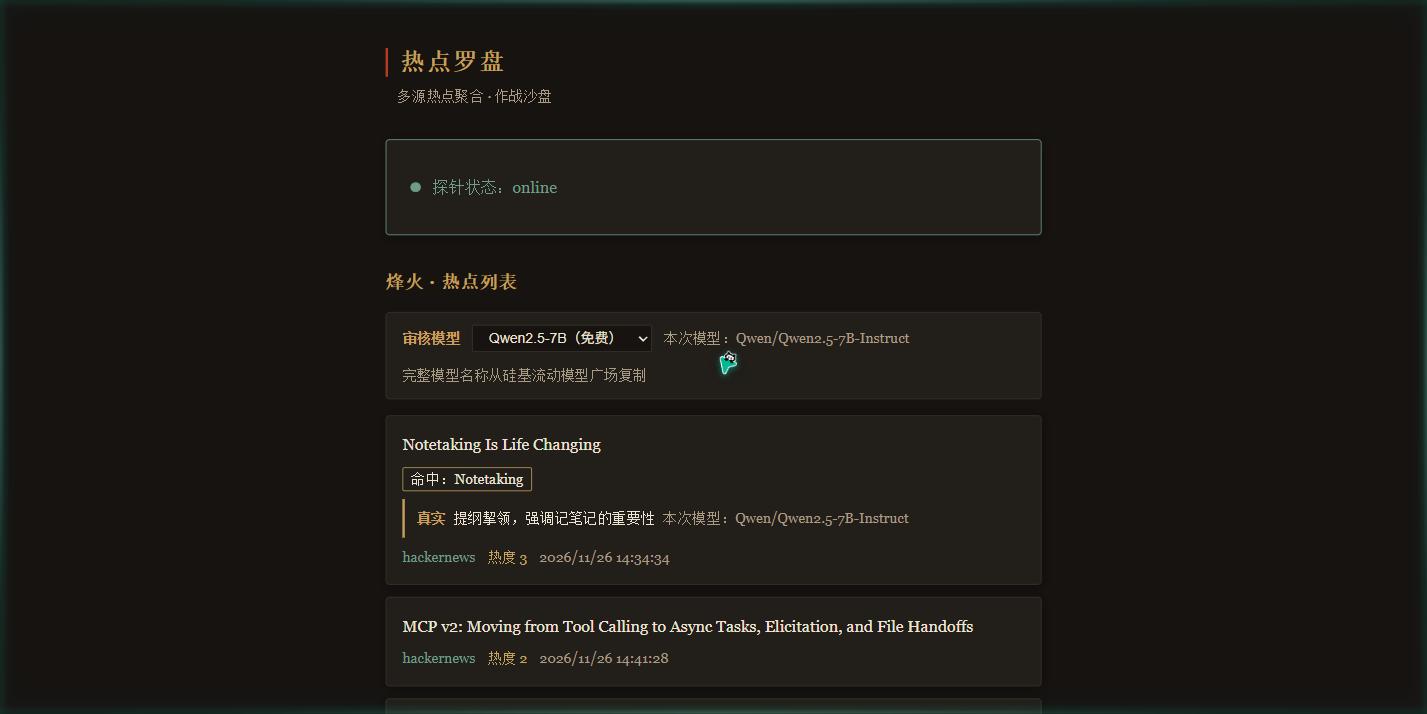 热点罗盘
多源热点聚合 · 作战沙盘
探针状态：online
烽火 · 热点列表
审核模型 Qwen2.5-7B（免费） 本次模型：Qwen/Qwen2.5-7B-Instruct
完整模型名称从硅基流动模型广场复制
Notetaking Is Life Changing
命中：Notetaking
真实 提纲挈领，强调记笔记的重要性 本次模型：Qwen/Qwen2.5-7B-Instruct
hackernews 热度 3 2026/11/26 14:34:34
MCP v2: Moving from Tool Calling to Async Tasks, Elicitation, and File Handoffs
hackernews 热度 2 2026/11/26 14:41:28